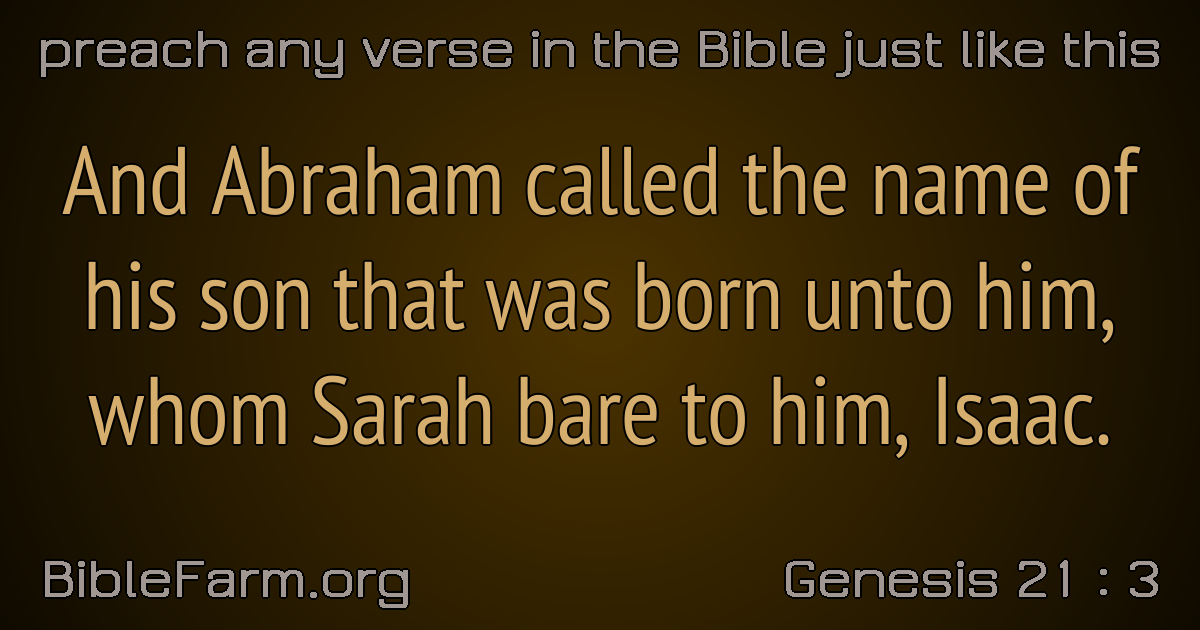 preach any verse in the Bible just like this
And Abraham called the name of
his son that was born unto him,
whom Sarah bare to him, Isaac.
BibleFarm.org
Genesis 21 : 3